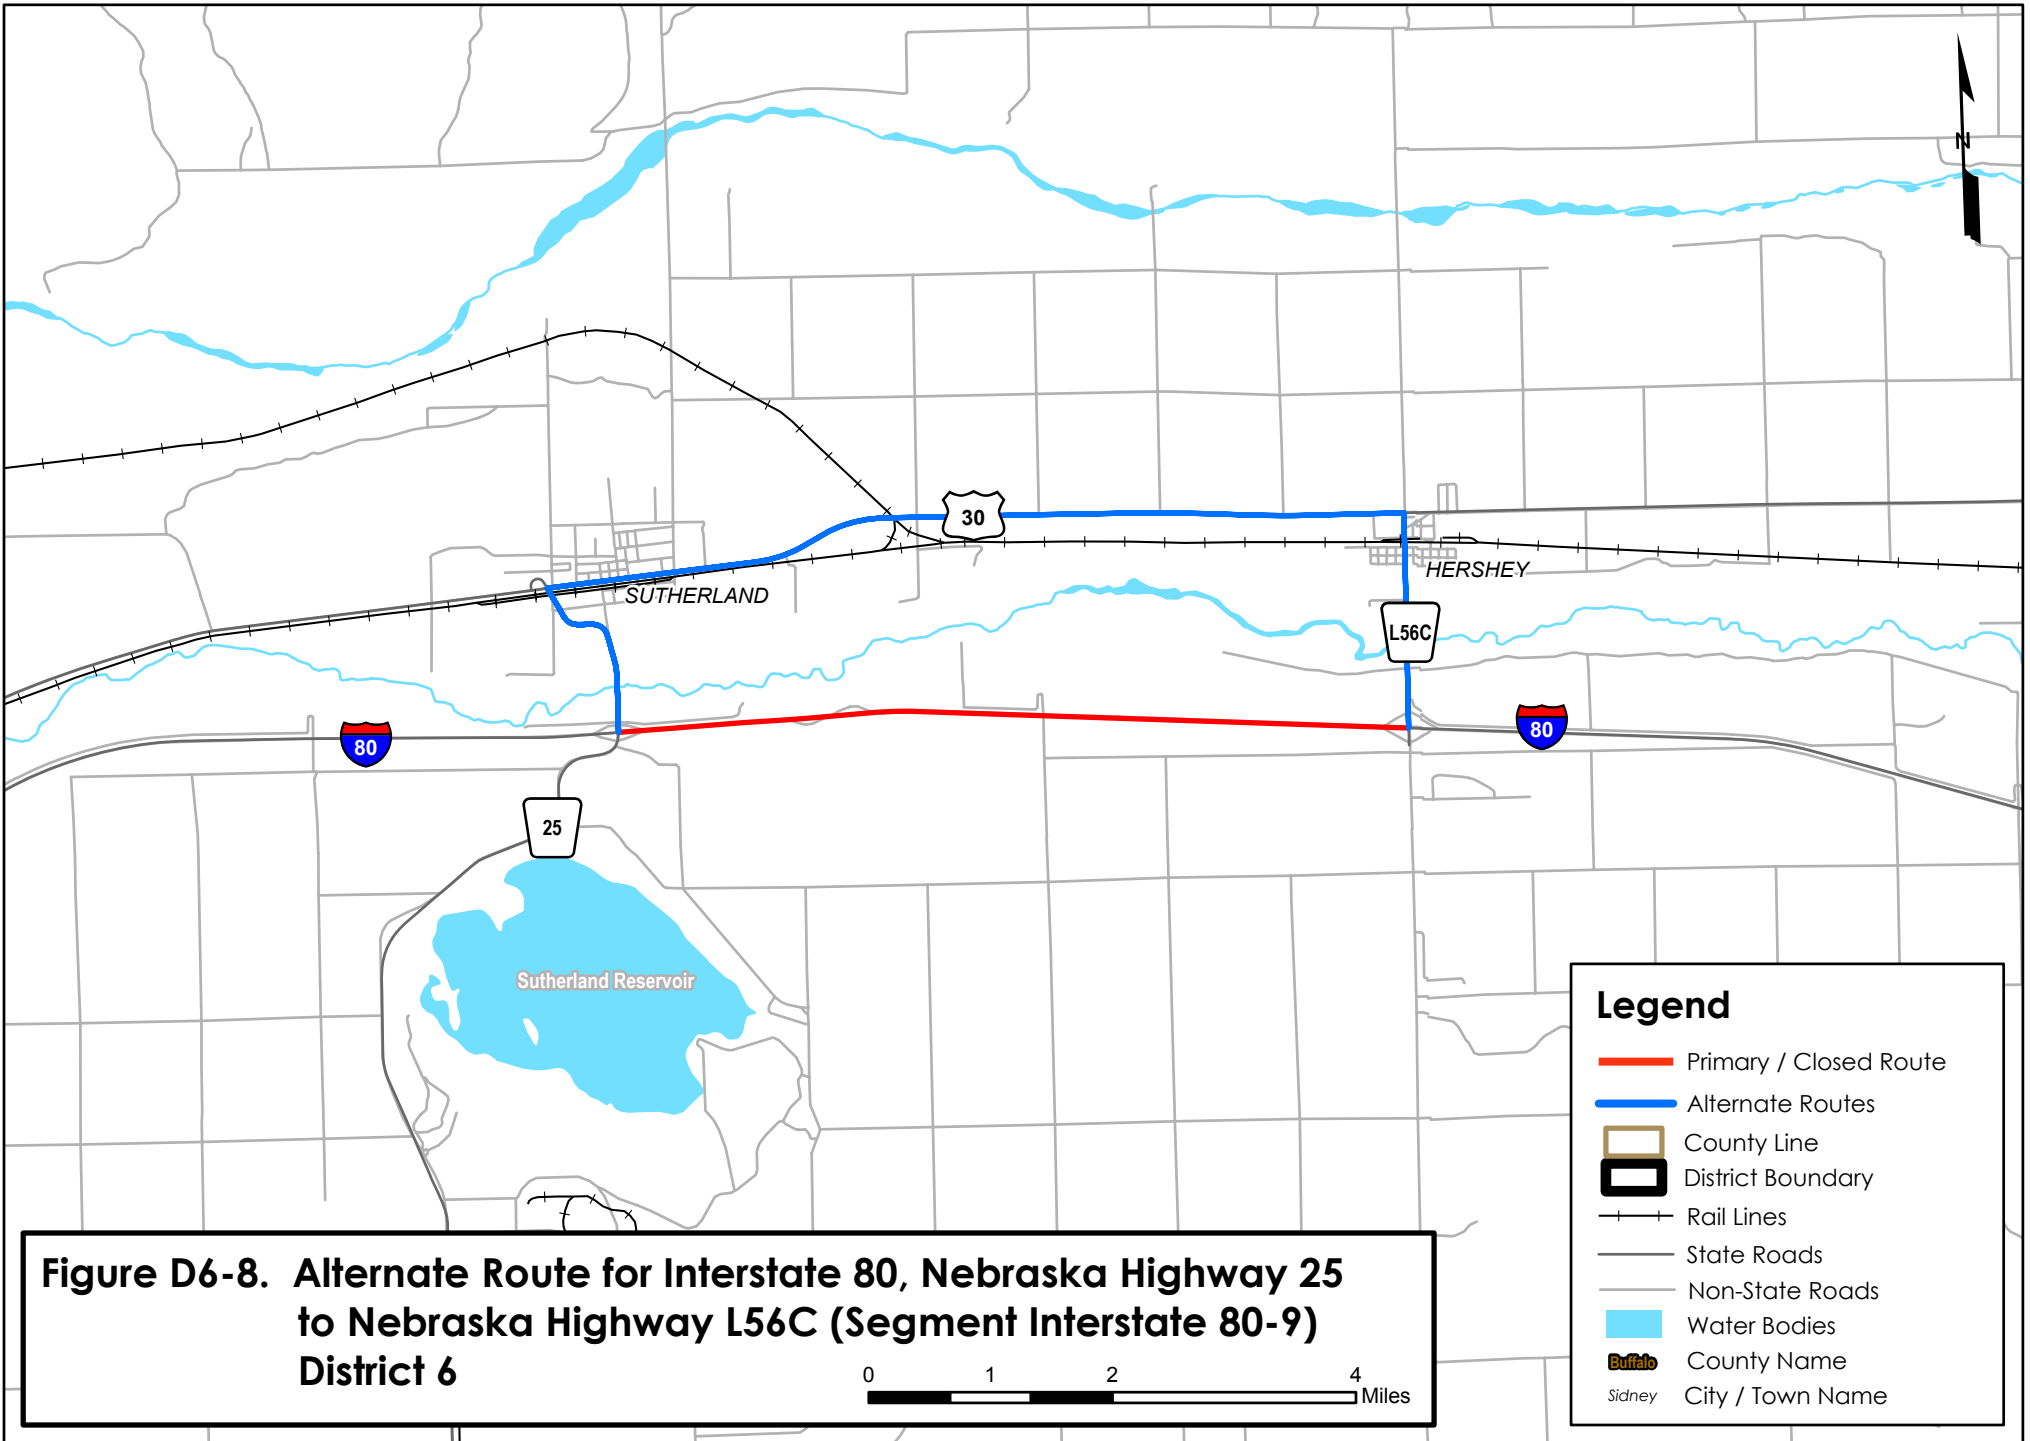 N
30
HERSHEY
SUTHERLAND
L56C
80
80
25
Sutherland Reservoir
Legend
Primary / Closed Route
Alternate Routes
County Line
District Boundary
Rail Lines
State Roads
Non-State Roads
Water Bodies
Buffalo County Name
Sidney City / Town Name
Figure D6-8. Alternate Route for Interstate 80, Nebraska Highway 25
to Nebraska Highway L56C (Segment Interstate 80-9)
District 6
0 1 2 4
Miles